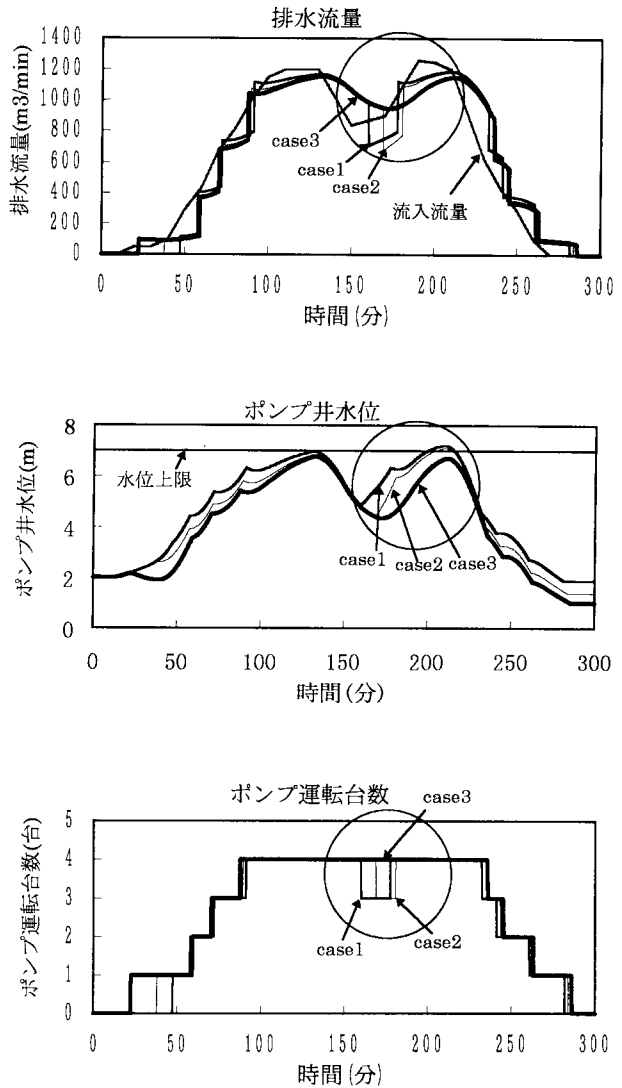 排水流量
排水流量(m3/min)
1400
1200
1000
800
600
400
200
0
case3
case1
case2
流入流量
0 50 100 150 200 250 300
時間(分)
ポンプ井水位
ポンプ井水位(m)
8
6
4
2
0
水位上限
case1
case2
case3
0 50 100 150 200 250 300
時間(分)
ポンプ運転台数
ポンプ運転台数(台)
5
4
3
2
1
0
case3
case1
case2
0 50 100 150 200 250 300
時間(分)